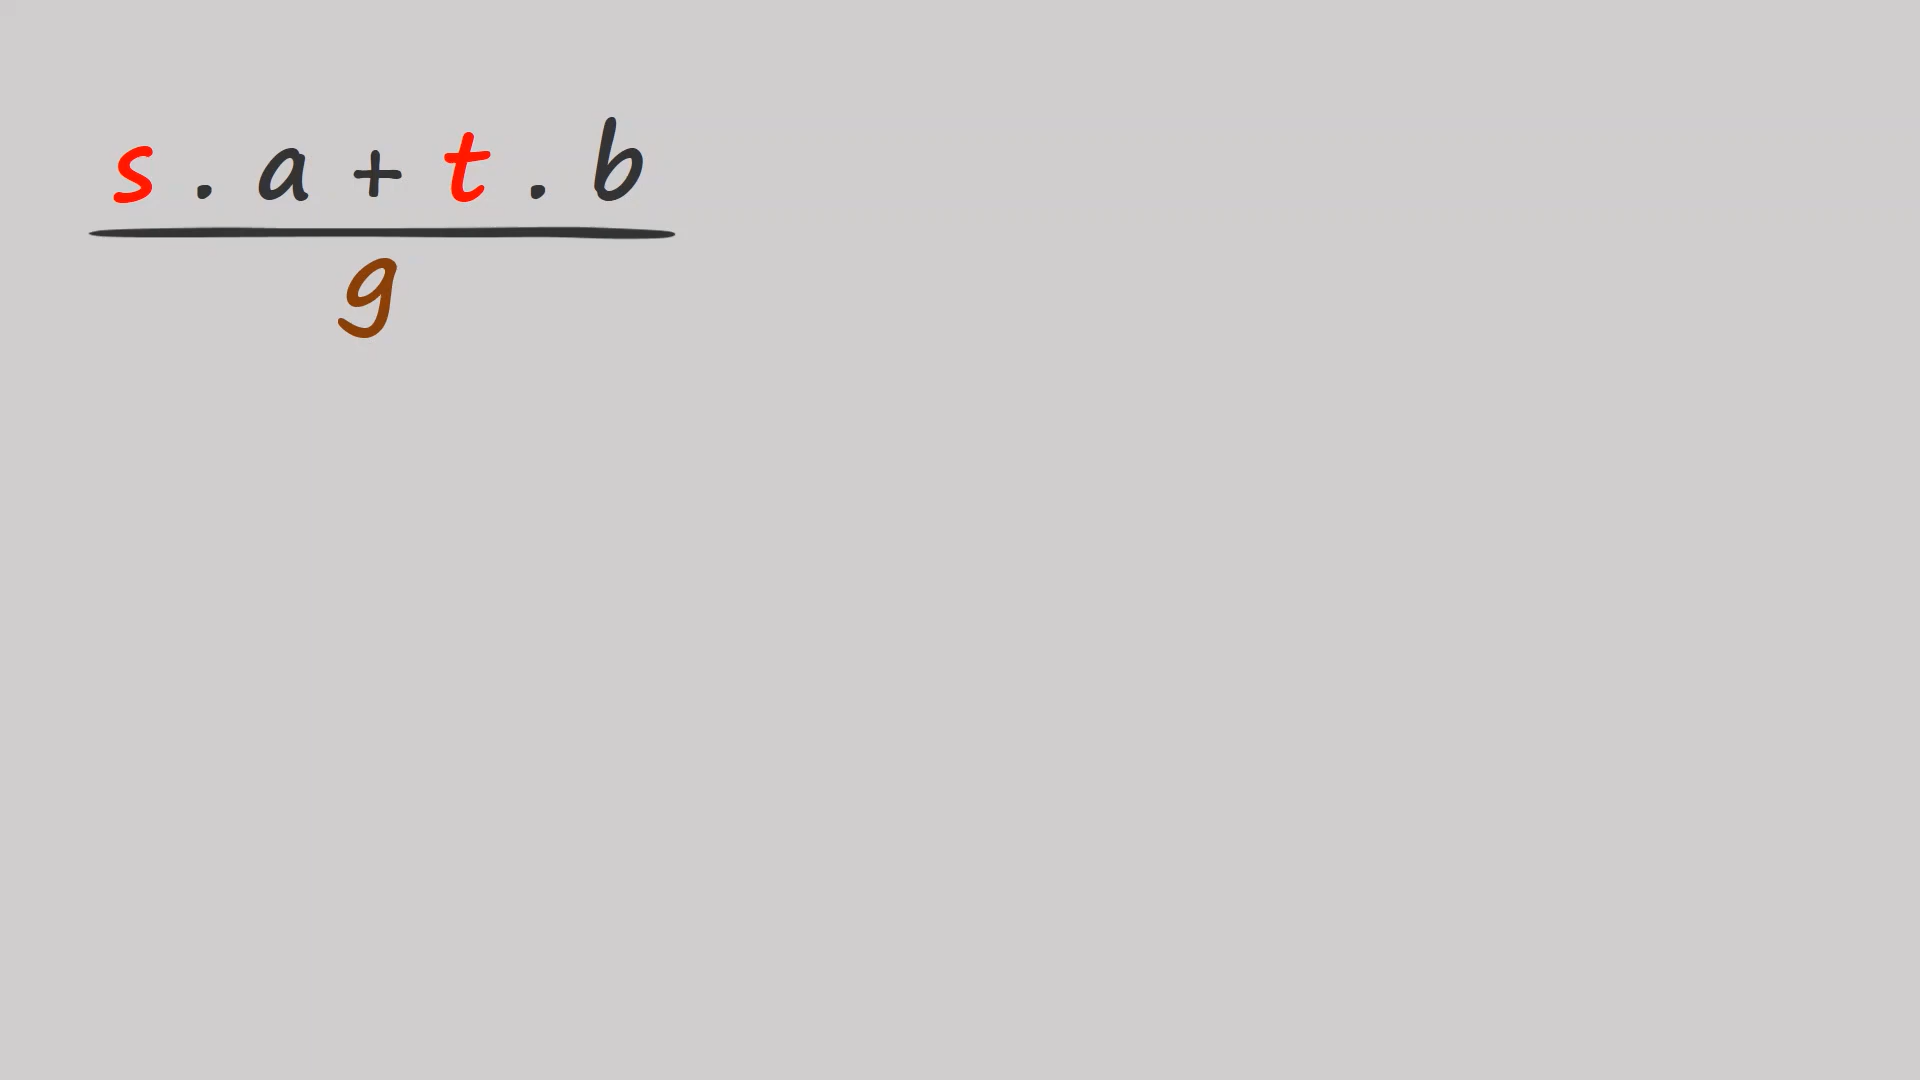 s . a + t . b
g